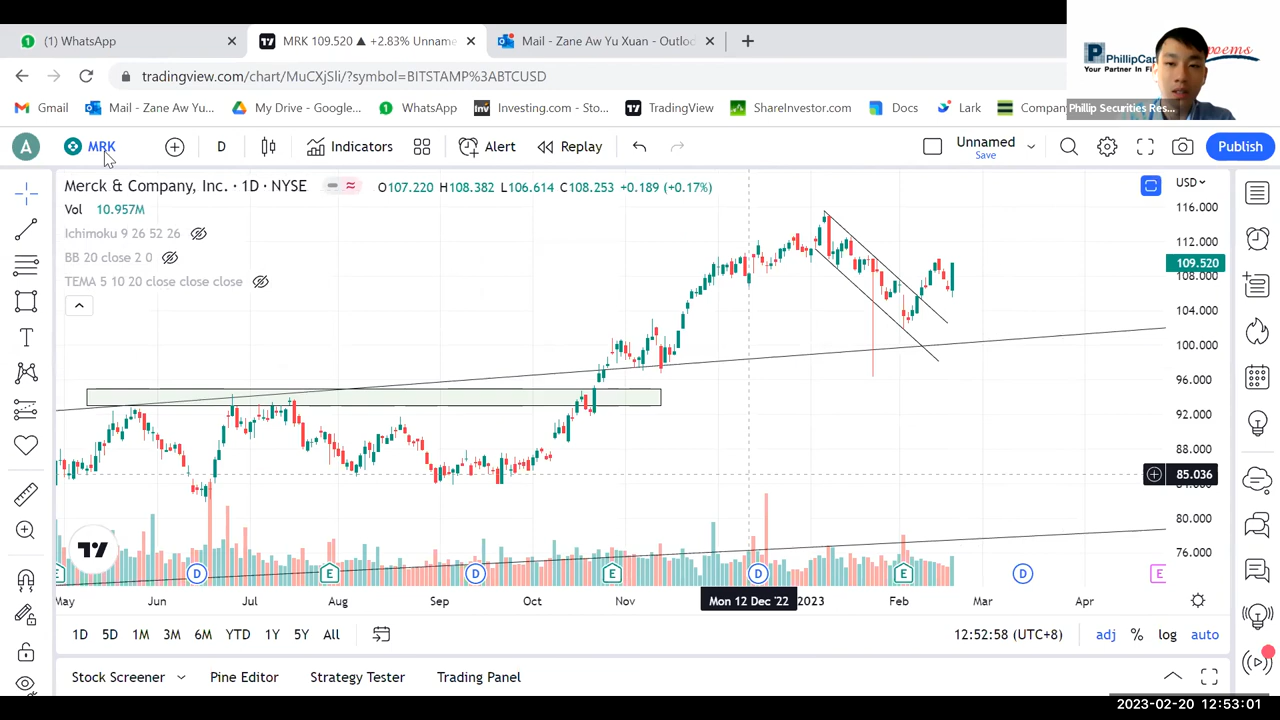 (1) WhatsApp
MRK 109.520 ▲ +2.83% Unname
Mail - Zane Aw Yu Xuan - Outloo
tradingview.com/chart/MuCXjSli/?symbol=BITSTAMP%3ABTCUSD
PhillipCap
Your Partner In Fi
poems
Gmail
Mail - Zane Aw Yu...
My Drive - Google...
WhatsApp
Investing.com - Sto...
TradingView
ShareInvestor.com
Docs
Lark
Compan
Phillip Securities Res...
A
MRK
D
Indicators
Alert
Replay
Unnamed
Save
Publish
Merck & Company, Inc. · 1D · NYSE
O107.220 H108.382 L106.614 C108.253 +0.189 (+0.17%)
USD
Vol 10.957M
Ichimoku 9 26 52 26
BB 20 close 2 0
TEMA 5 10 20 close close close
116.000
112.000
109.520
108.000
104.000
100.000
96.000
92.000
88.000
85.036
80.000
76.000
E D E D E D E D E
May Jun Jul Aug Sep Oct Nov Mon 12 Dec '22 2023 Feb Mar Apr
1D 5D 1M 3M 6M YTD 1Y 5Y All
12:52:58 (UTC+8) adj % log auto
Stock Screener
Pine Editor
Strategy Tester
Trading Panel
2023-02-20 12:53:01